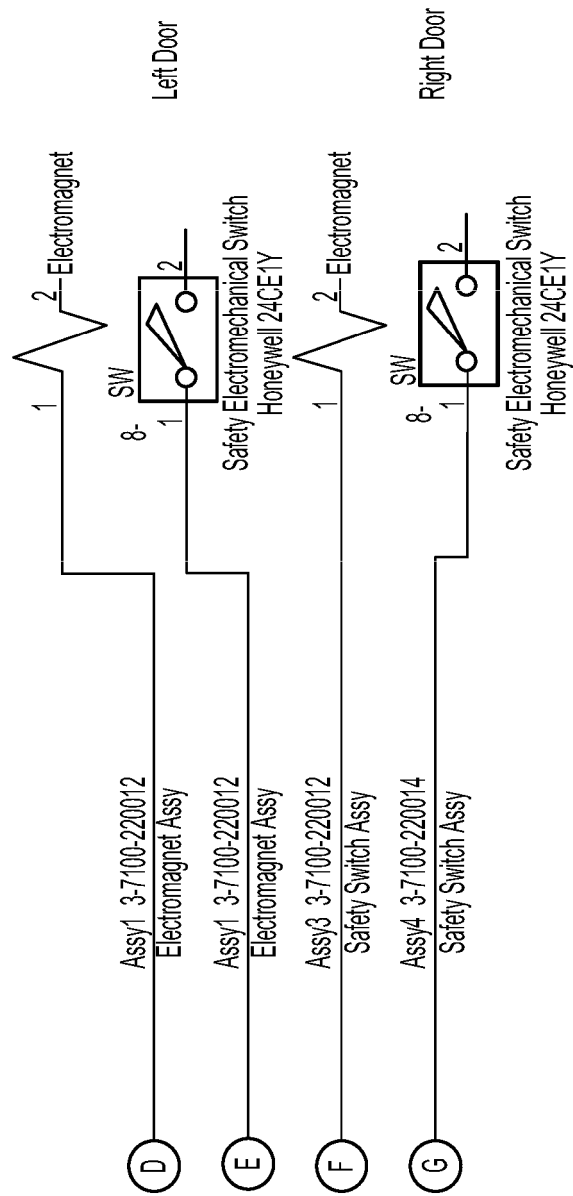 1
2
Electromagnet
Left Door
D
Assy1 3-7100-220012
Electromagnet Assy
SW
8-
1
2
Safety Electromechanical Switch
Honeywell 24CE1Y
E
Assy1 3-7100-220012
Electromagnet Assy
1
2
Electromagnet
F
Assy3 3-7100-220012
Safety Switch Assy
Right Door
SW
8-
1
2
Safety Electromechanical Switch
Honeywell 24CE1Y
G
Assy4 3-7100-220014
Safety Switch Assy